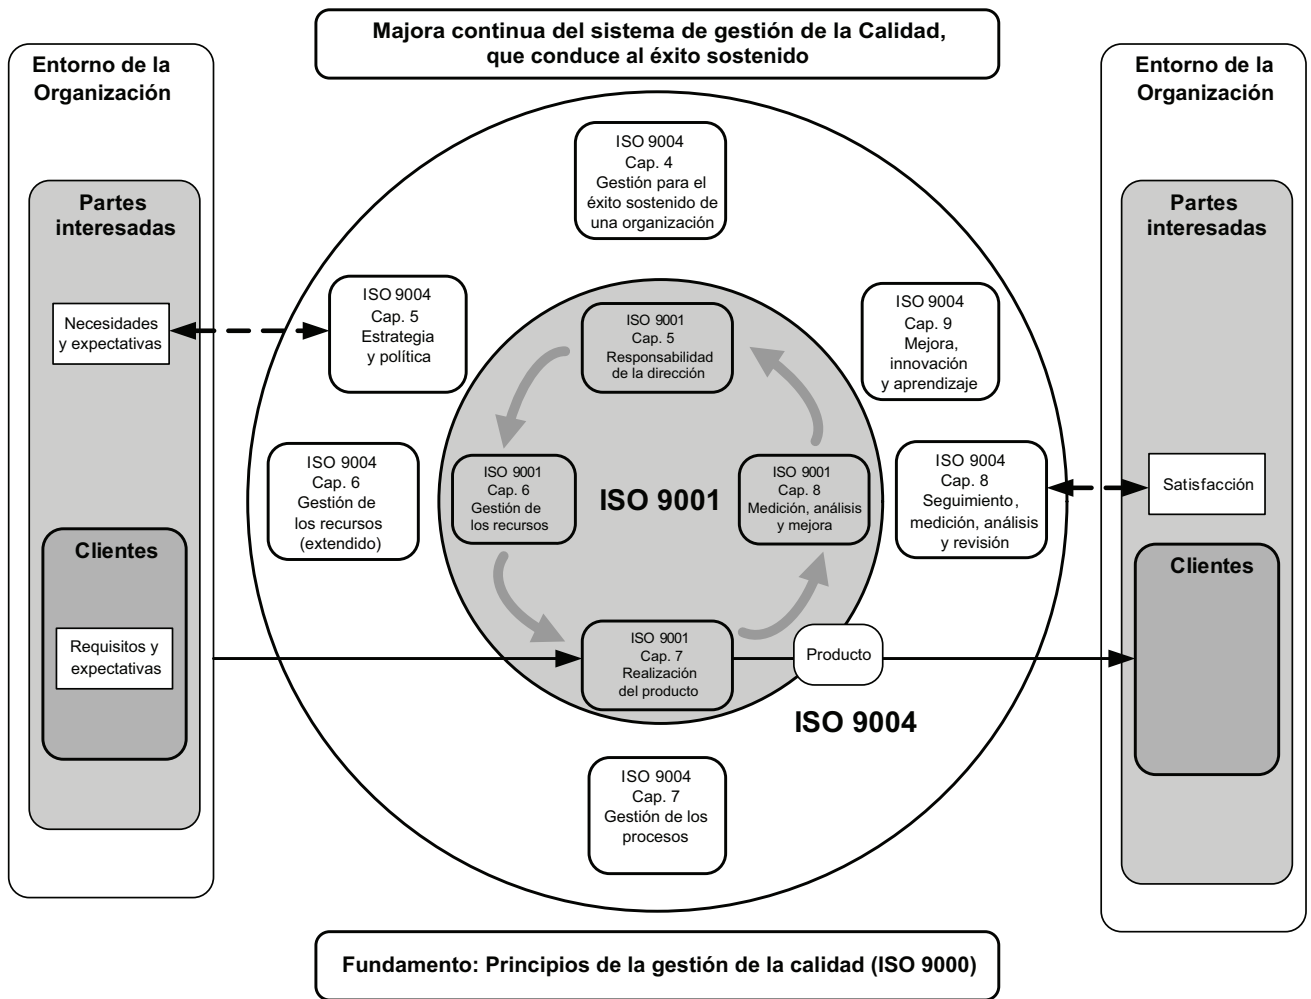 Majora continua del sistema de gestión de la Calidad,
que conduce al éxito sostenido
Entorno de la
Organización
Partes
interesadas
Necesidades
y expectativas
Clientes
Requisitos y
expectativas
ISO 9004
Cap. 4
Gestión para el
éxito sostenido de
una organización
ISO 9004
Cap. 5
Estrategia
y política
ISO 9004
Cap. 9
Mejora,
innovación
y aprendizaje
ISO 9001
Cap. 5
Responsabilidad
de la dirección
ISO 9004
Cap. 6
Gestión de
los recursos
(extendido)
ISO 9001
Cap. 6
Gestión de
los recursos
ISO 9001
ISO 9001
Cap. 8
Medición, análisis
y mejora
ISO 9004
Cap. 8
Seguimiento,
medición, análisis
y revisión
ISO 9001
Cap. 7
Realización
del producto
Producto
ISO 9004
ISO 9004
Cap. 7
Gestión de los
procesos
Entorno de la
Organización
Partes
interesadas
Satisfacción
Clientes
Fundamento: Principios de la gestión de la calidad (ISO 9000)